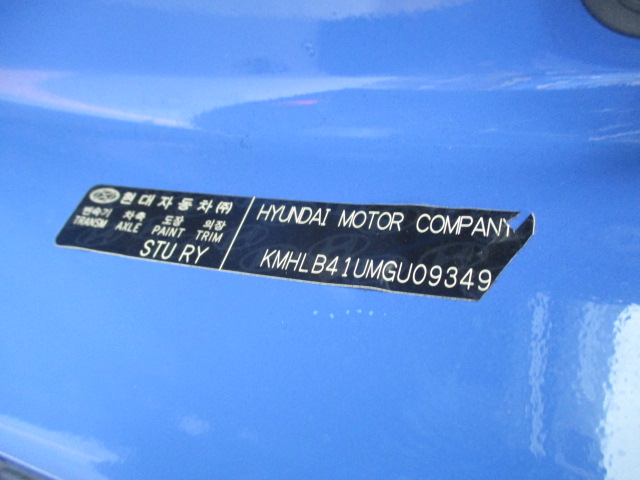 현대자동차㈜
변속기 차축 도장 외장
TRANSM AXLE PAINT TRIM
STU RY
HYUNDAI MOTOR COMPANY
KMHLB41UMGU09349